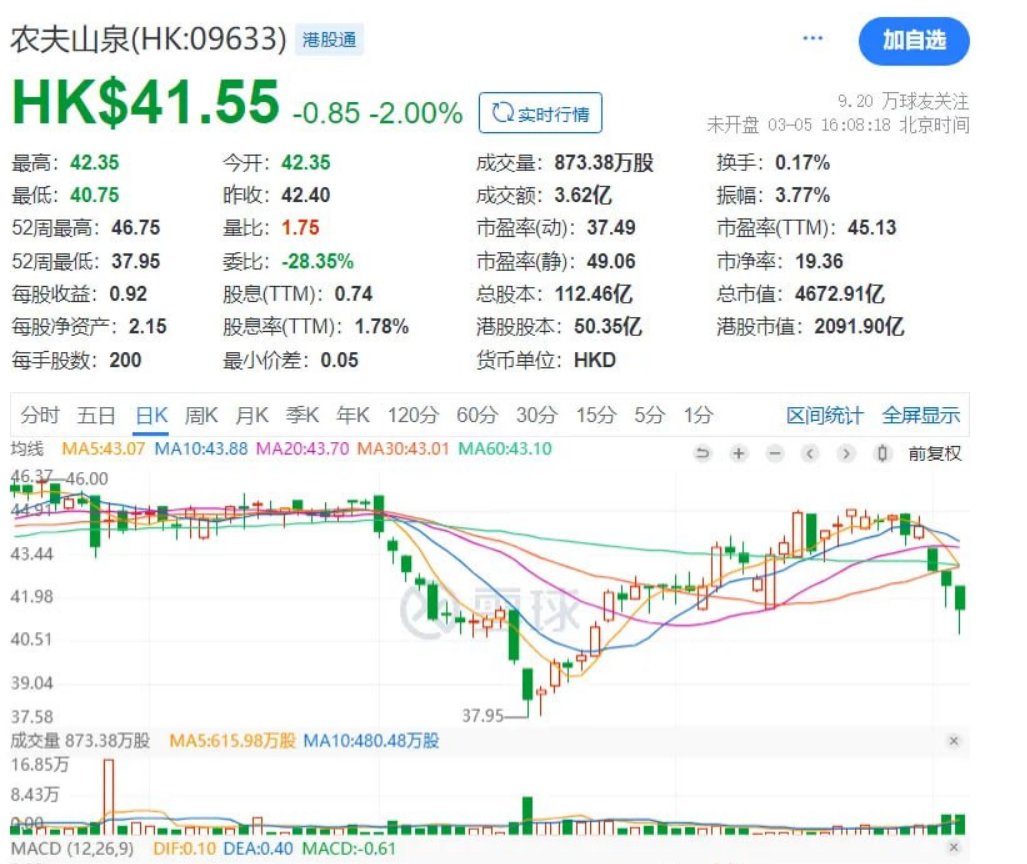 农夫山泉(HK:09633) 港股通 ··· 加自选
HK$41.55 -0.85 -2.00% 实时行情
9.20 万球友关注
未开盘 03-05 16:08:18 北京时间
最高：42.35 今开：42.35 成交量：873.38万股 换手：0.17%
最低：40.75 昨收：42.40 成交额：3.62亿 振幅：3.77%
52周最高：46.75 量比：1.75 市盈率(动)：37.49 市盈率(TTM)：45.13
52周最低：37.95 委比：-28.35% 市盈率(静)：49.06 市净率：19.36
每股收益：0.92 股息(TTM)：0.74 总股本：112.46亿 总市值：4672.91亿
每股净资产：2.15 股息率(TTM)：1.78% 港股股本：50.35亿 港股市值：2091.90亿
每手股数：200 最小价差：0.05 货币单位：HKD
分时 五日 日K 周K 月K 季K 年K 120分 60分 30分 15分 5分 1分 区间统计 全屏显示
均线 MA5:43.07 MA10:43.88 MA20:43.70 MA30:43.01 MA60:43.10 前复权
46.37 46.00
44.91
43.44
41.98
雪球
40.51
39.04
37.58 37.95
成交量 873.38万股 MA5:615.98万股 MA10:480.48万股 ×
16.85万
8.43万
0.00
MACD (12,26,9) DIF:0.10 DEA:0.40 MACD:-0.61 ×